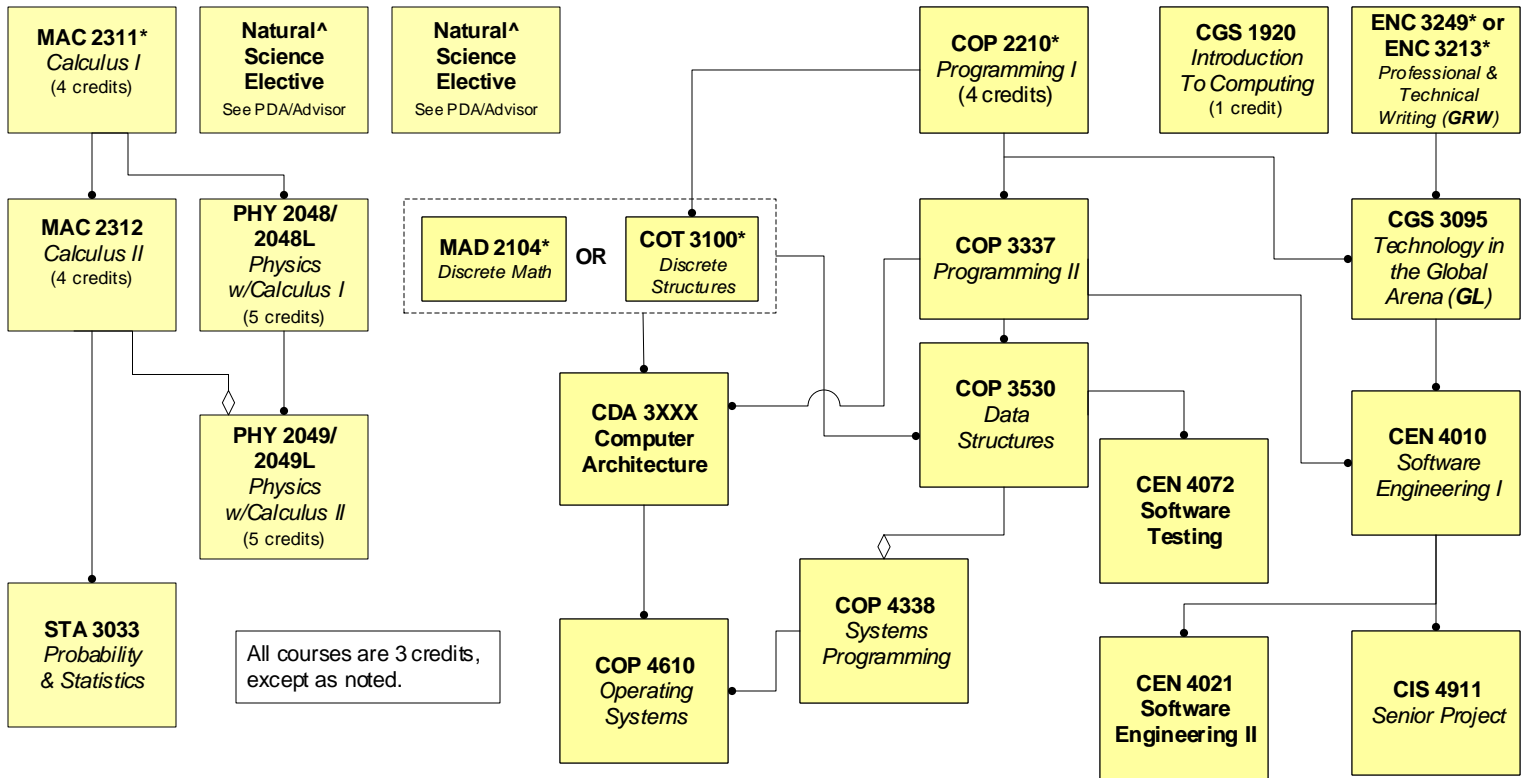 MAC 2311*
Calculus I
(4 credits)
Natural^
Science
Elective
See PDA/Advisor
Natural^
Science
Elective
See PDA/Advisor
COP 2210*
Programming I
(4 credits)
CGS 1920
Introduction
To Computing
(1 credit)
ENC 3249* or
ENC 3213*
Professional &
Technical
Writing (GRW)
MAC 2312
Calculus II
(4 credits)
PHY 2048/
2048L
Physics
w/Calculus I
(5 credits)
MAD 2104*
Discrete Math
OR
COT 3100*
Discrete
Structures
COP 3337
Programming II
CGS 3095
Technology in
the Global
Arena (GL)
PHY 2049/
2049L
Physics
w/Calculus II
(5 credits)
CDA 3XXX
Computer
Architecture
COP 3530
Data
Structures
CEN 4072
Software
Testing
CEN 4010
Software
Engineering I
STA 3033
Probability
& Statistics
All courses are 3 credits,
except as noted.
COP 4610
Operating
Systems
COP 4338
Systems
Programming
CEN 4021
Software
Engineering II
CIS 4911
Senior Project